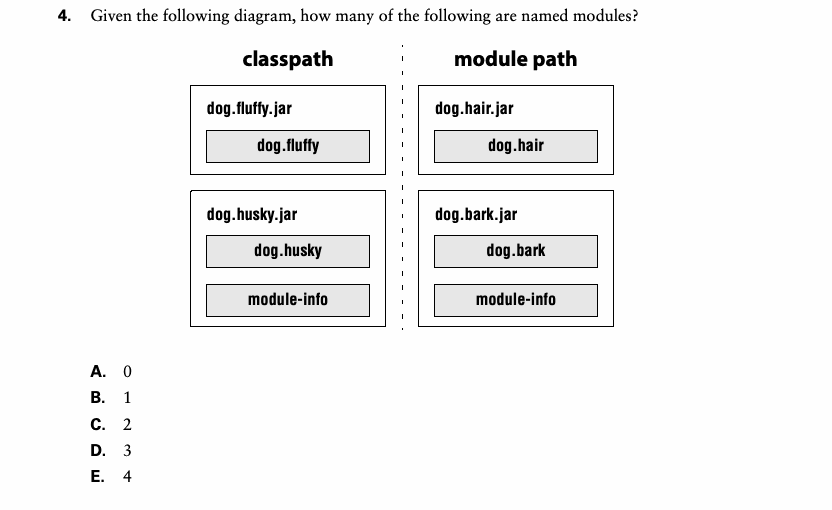 4. Given the following diagram, how many of the following are named modules?
classpath
module path
dog.fluffy.jar
dog.fluffy
dog.hair.jar
dog.hair
dog.husky.jar
dog.husky
module-info
dog.bark.jar
dog.bark
module-info
A. 0
B. 1
C. 2
D. 3
E. 4